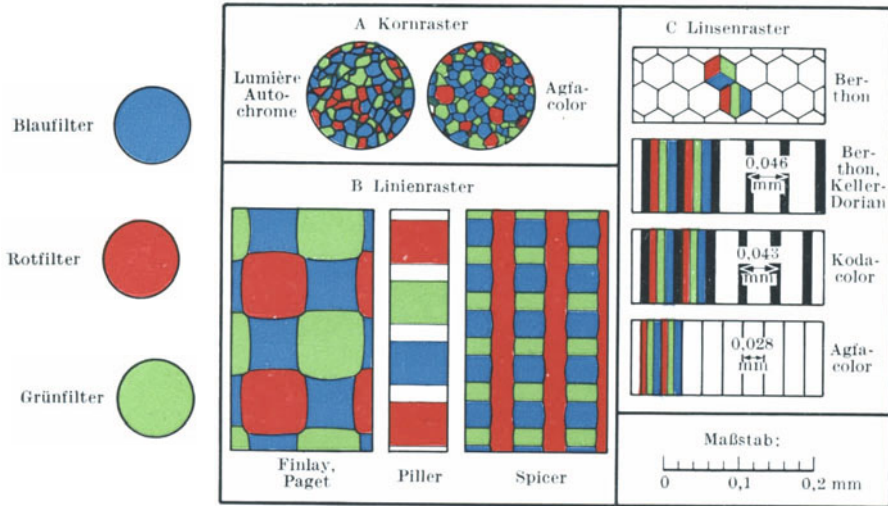 Blaufilter
Rotfilter
Grünfilter
A Kornraster
Lumière
Auto-
chrome
Agfa-
color
B Linienraster
Finlay,
Paget
Piller
Spicer
C Linsenraster
Ber-
thon
0,046
mm
Ber-
thon,
Keller-
Dorian
0,043
mm
Koda-
color
0,028
mm
Agfa-
color
Maßstab:
0 0,1 0,2 mm